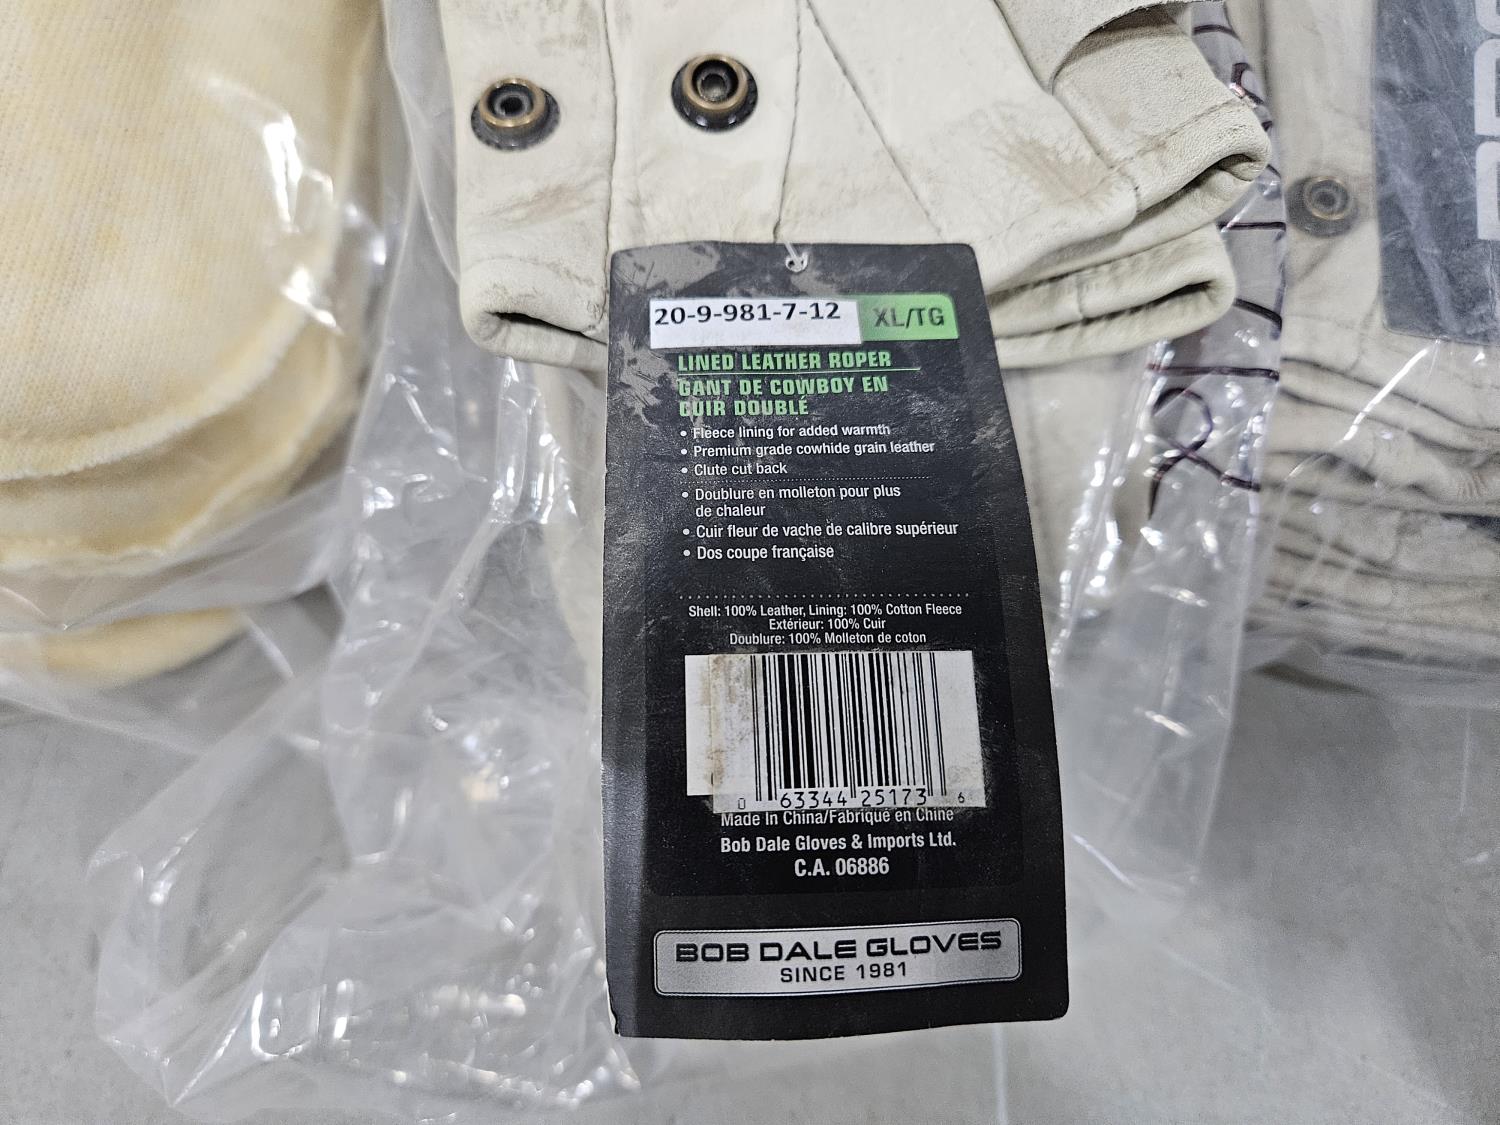 20-9-981-7-12
XL/TG
LINED LEATHER ROPER
GANT DE COWBOY EN
CUIR DOUBLÉ
• Fleece lining for added warmth
• Premium grade cowhide grain leather
• Clute cut back
• Doublure en molleton pour plus
de chaleur
• Cuir fleur de vache de calibre supérieur
• Dos coupe française
Shell: 100% Leather, Lining: 100% Cotton Fleece
Extérieur: 100% Cuir
Doublure: 100% Molleton de coton
0 63344 25173 6
Made In China/Fabriqué en Chine
Bob Dale Gloves & Imports Ltd.
C.A. 06886
BOB DALE GLOVES
SINCE 1981